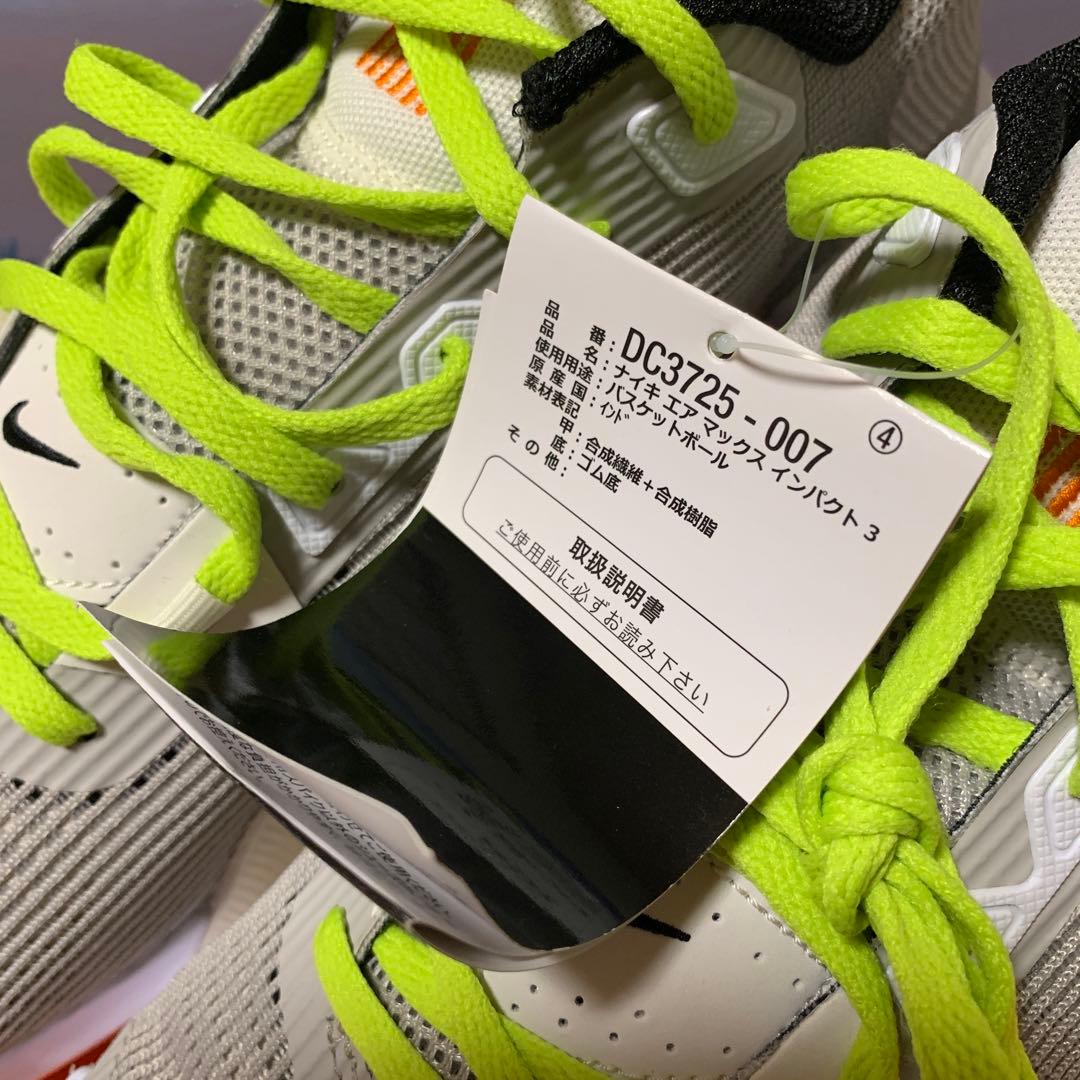 ④
品番：DC3725-007
品名：ナイキ エア マックス インパクト 3
使用用途：バスケットボール
原産国：インド
素材表記
甲：合成繊維+合成樹脂
底：ゴム底
その他：
取扱説明書
ご使用前に必ずお読み下さい